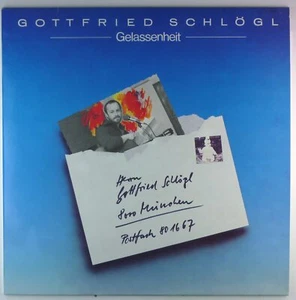 GOTTFRIED SCHLÖGL
Gelassenheit
Herrn
Gottfried Schlögl
8000 München
Postfach 80 16 67